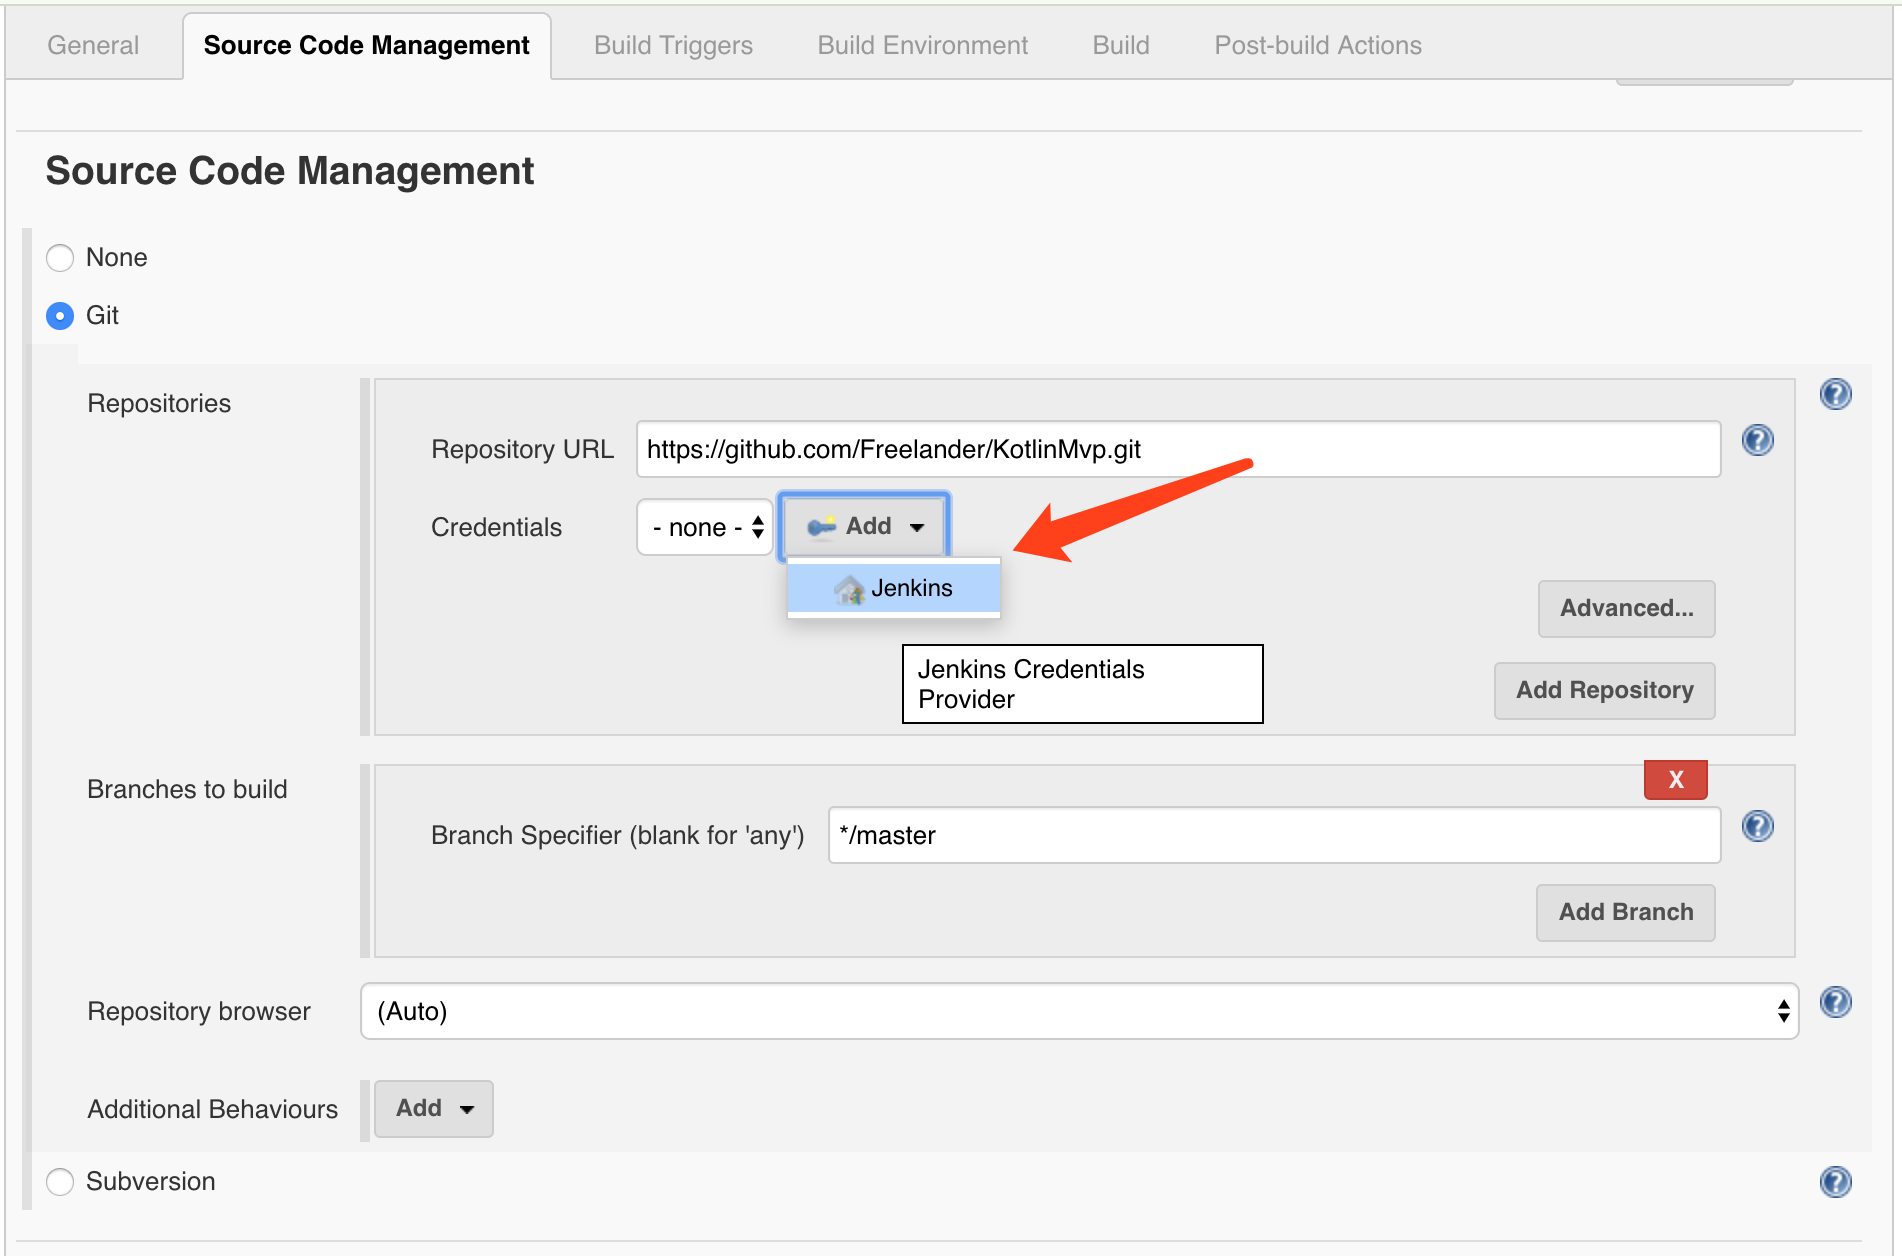 General
Source Code Management
Build Triggers
Build Environment
Build
Post-build Actions
Source Code Management
None
Git
Repositories
Repository URL
https://github.com/Freelander/KotlinMvp.git
Credentials
- none -
Add
Jenkins
Advanced...
Jenkins Credentials
Provider
Add Repository
Branches to build
X
Branch Specifier (blank for 'any')
*/master
Add Branch
Repository browser
(Auto)
Additional Behaviours
Add
Subversion